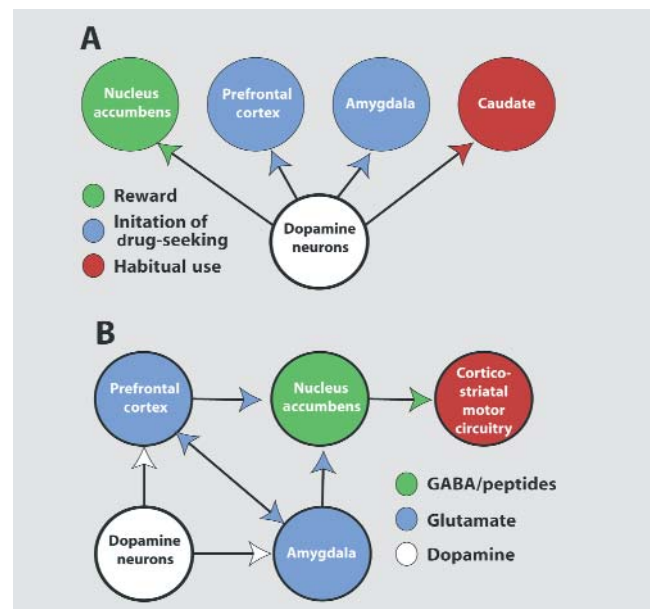 A
Nucleus
accumbens
Prefrontal
cortex
Amygdala
Caudate
Reward
Initation of
drug-seeking
Habitual use
Dopamine
neurons
B
Prefrontal
cortex
Nucleus
accumbens
Cortico-
striatal
motor
circuitry
GABA/peptides
Glutamate
Dopamine
Dopamine
neurons
Amygdala